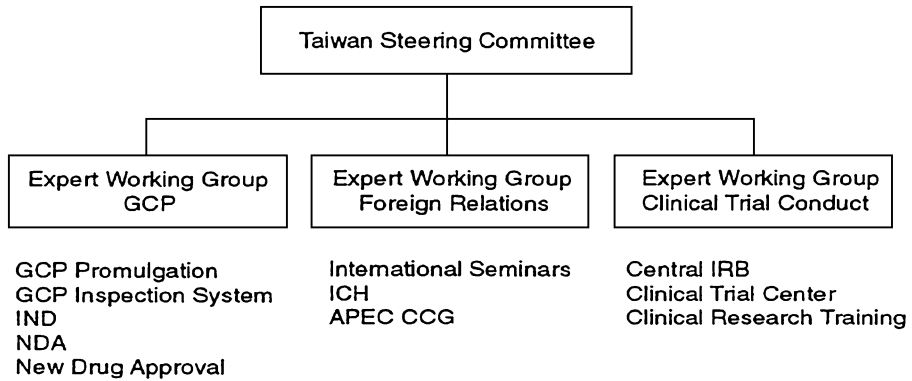 Taiwan Steering Committee
Expert Working Group
GCP
Expert Working Group
Foreign Relations
Expert Working Group
Clinical Trial Conduct
GCP Promulgation
GCP Inspection System
IND
NDA
New Drug Approval
International Seminars
ICH
APEC CCG
Central IRB
Clinical Trial Center
Clinical Research Training